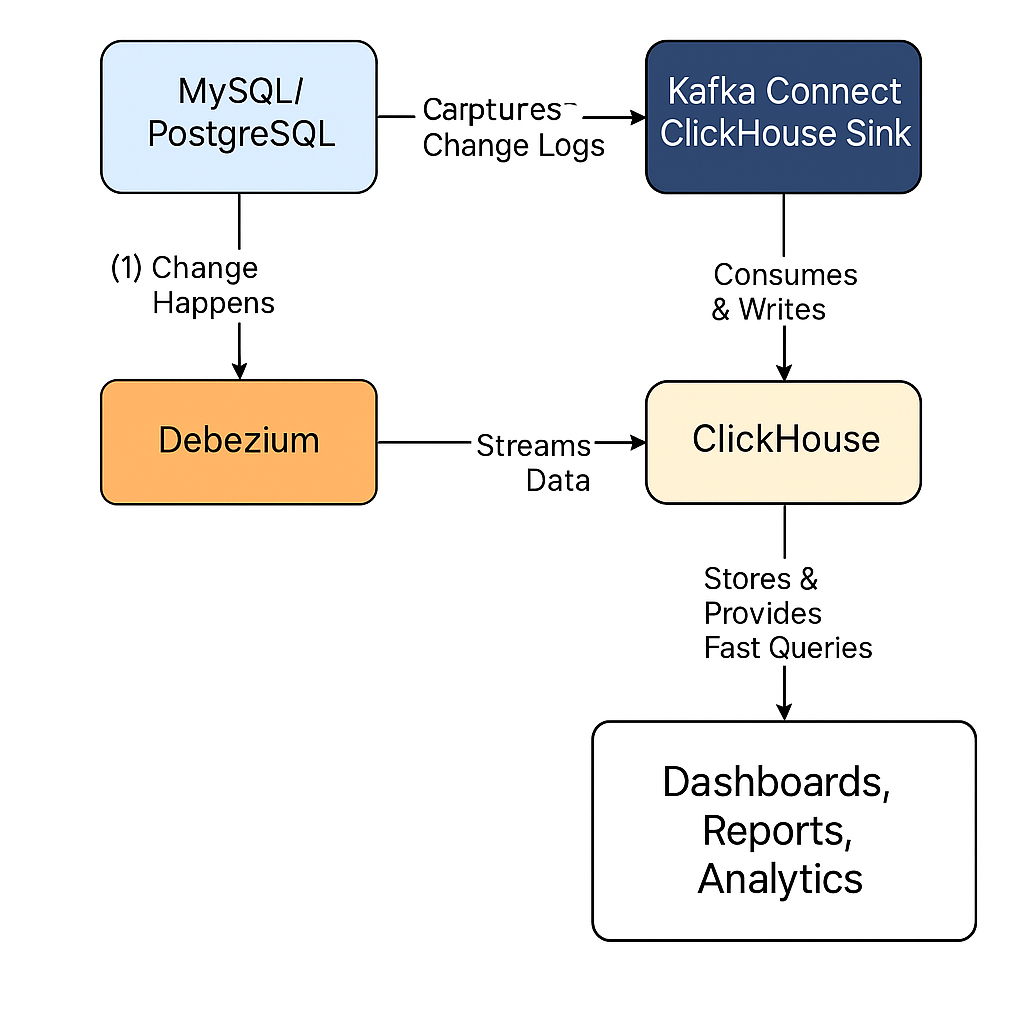 MySQL/
PostgreSQL
Carptures-
Change Logs
Kafka Connect
ClickHouse Sink
(1) Change
Happens
Consumes
& Writes
Debezium
Streams
Data
ClickHouse
Stores &
Provides
Fast Queries
Dashboards,
Reports,
Analytics